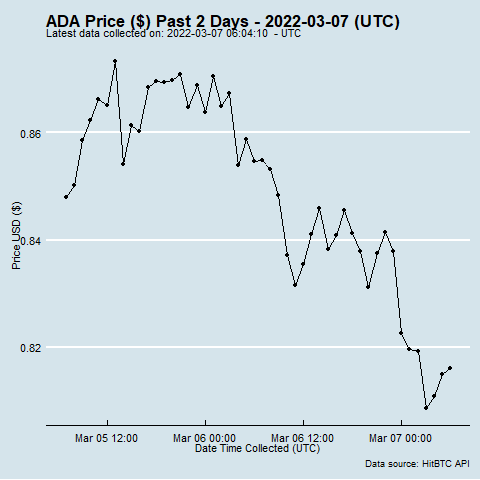 ADA Price ($) Past 2 Days - 2022-03-07 (UTC)
Latest data collected on: 2022-03-07 06:04:10 - UTC
0.86
0.84
0.82
Price USD ($)
Mar 05 12:00 Mar 06 00:00 Mar 06 12:00 Mar 07 00:00
Date Time Collected (UTC)
Data source: HitBTC API